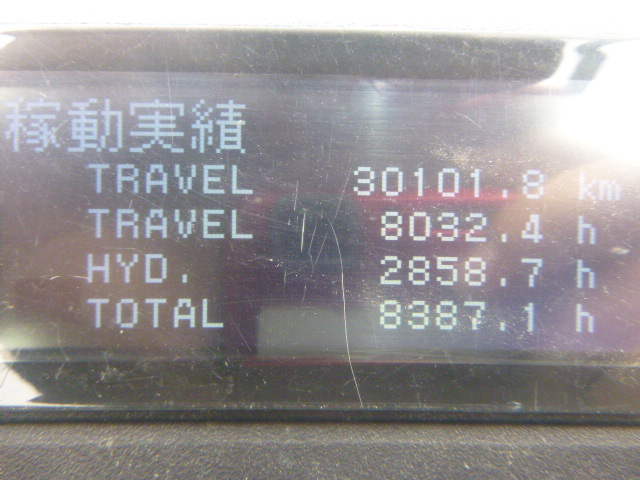 稼動実績
TRAVEL 30101.8 km
TRAVEL 8032.4 h
HYD. 2858.7 h
TOTAL 8387.1 h